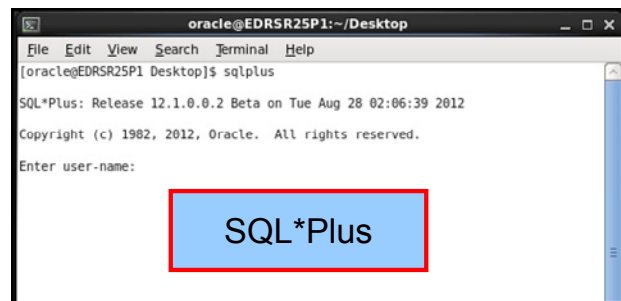 oracle@EDRSR25P1:~/Desktop
File Edit View Search Terminal Help
[oracle@EDRSR25P1 Desktop]$ sqlplus
SQL*Plus: Release 12.1.0.0.2 Beta on Tue Aug 28 02:06:39 2012
Copyright (c) 1982, 2012, Oracle.  All rights reserved.
Enter user-name:
SQL*Plus